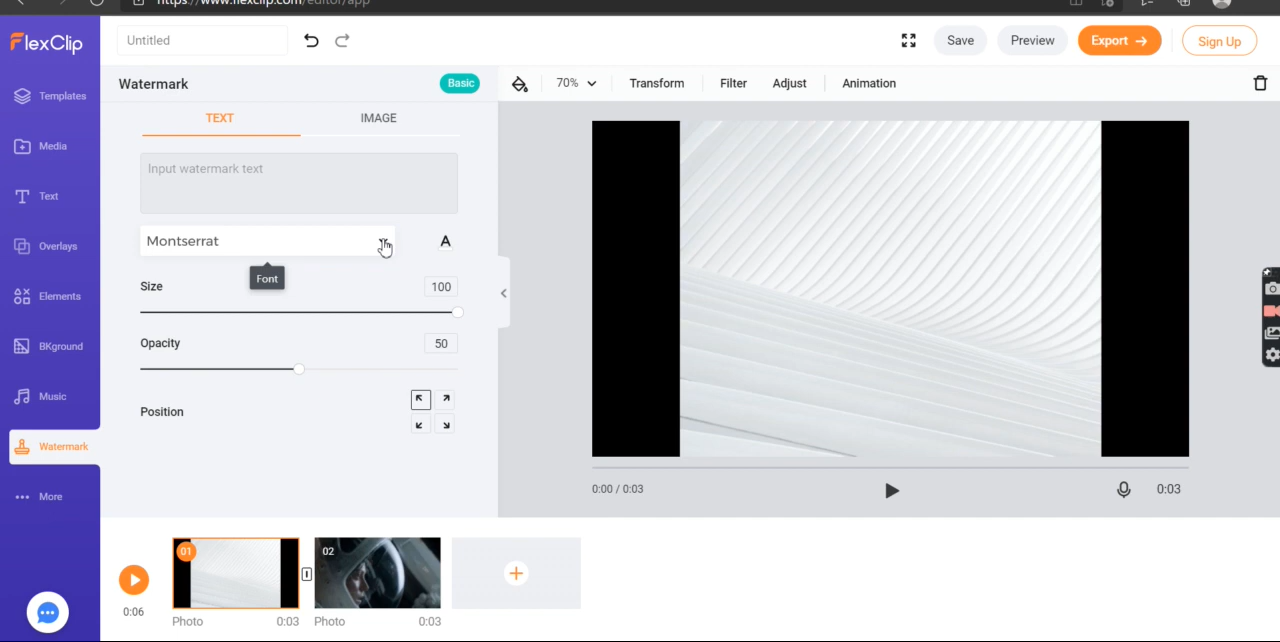 https://www.flexclip.com/editor/app
FlexClip
Untitled
Save
Preview
Export →
Sign Up
Templates
Media
Text
Overlays
Elements
BKground
Music
Watermark
More
Watermark
Basic
TEXT
IMAGE
Input watermark text
Montserrat
A
Font
Size
100
Opacity
50
Position
70%
Transform
Filter
Adjust
Animation
0:00 / 0:03
0:03
0:06
01
Photo
0:03
02
Photo
0:03